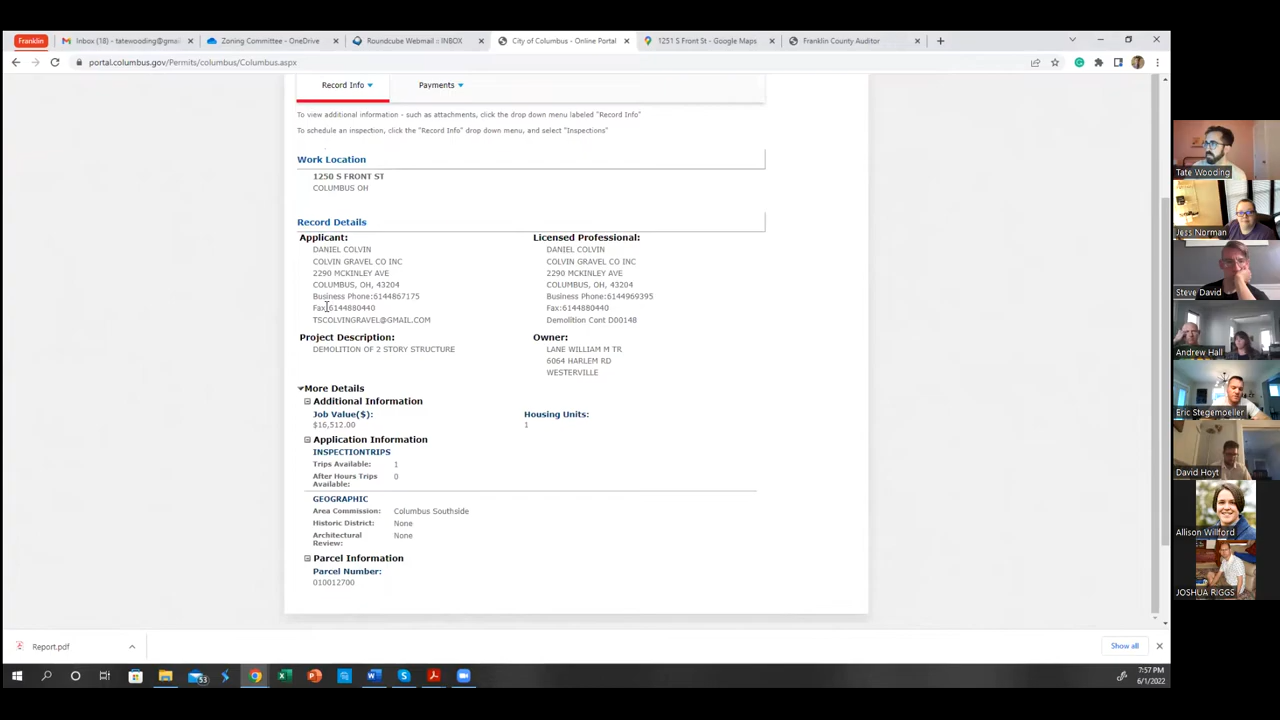 Franklin
Inbox (18) - tatewooding@gm
Zoning Committee - OneDrive
Roundcube Webmail :: INBOX
City of Columbus - Online Portal
1251 S Front St - Google Maps
Franklin County Auditor
portal.columbus.gov/Permits/columbus/Columbus.aspx
Record Info
Payments
To view additional information - such as attachments, click the drop down menu labeled "Record Info"
To schedule an inspection, click the "Record Info" drop down menu, and select "Inspections"
Work Location
1250 S FRONT ST
COLUMBUS OH
Record Details
Applicant:
DANIEL COLVIN
COLVIN GRAVEL CO INC
2290 MCKINLEY AVE
COLUMBUS, OH, 43204
Business Phone:6144867175
Fax:6144880440
TSCOLVINGRAVEL@GMAIL.COM
Licensed Professional:
DANIEL COLVIN
COLVIN GRAVEL CO INC
2290 MCKINLEY AVE
COLUMBUS, OH, 43204
Business Phone:6144969395
Fax:6144880440
Demolition Cont D00148
Project Description:
DEMOLITION OF 2 STORY STRUCTURE
Owner:
LANE WILLIAM M TR
6064 HARLEM RD
WESTERVILLE
More Details
Additional Information
Job Value($):
$16,512.00
Housing Units:
1
Application Information
INSPECTIONTRIPS
Trips Available: 1
After Hours Trips 0
Available:
GEOGRAPHIC
Area Commission: Columbus Southside
Historic District: None
Architectural None
Review:
Parcel Information
Parcel Number:
010012700
Tate Wooding
Jess Norman
Steve David
Andrew Hall
Eric Stegemoeller
David Hoyt
Allison Willford
JOSHUA RIGGS
Report.pdf
Show all
53
7:57 PM
6/1/2022